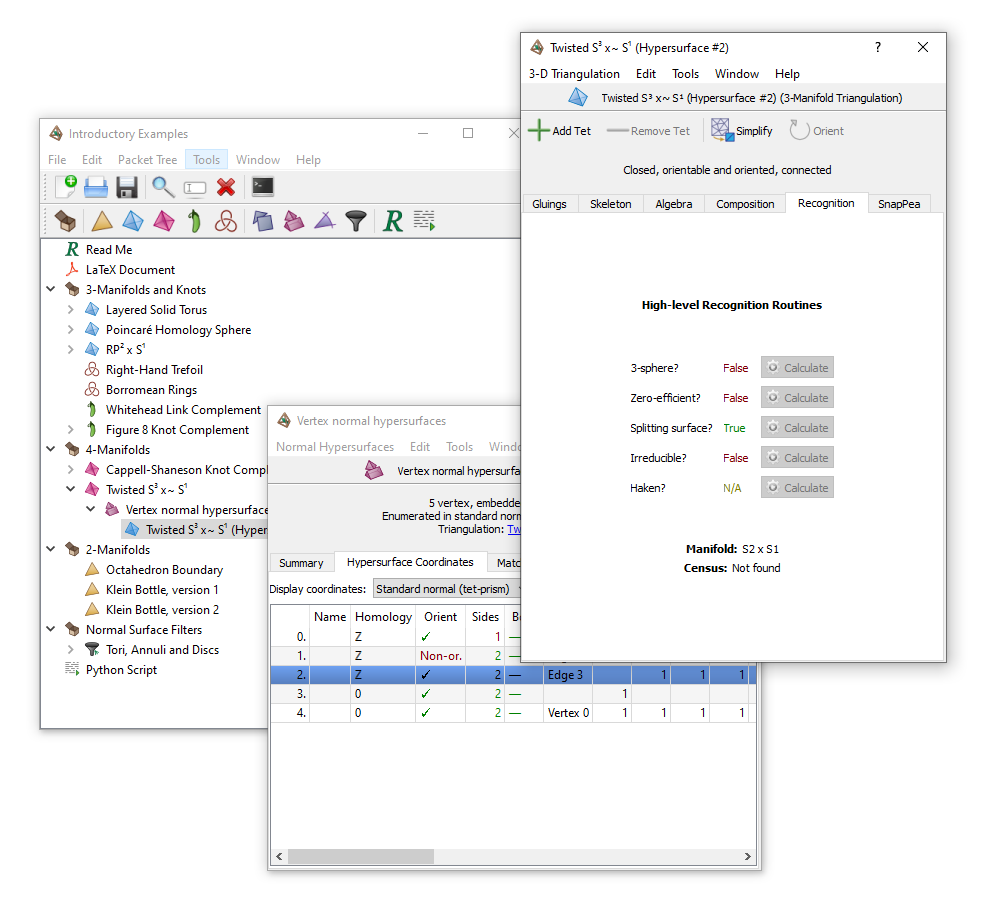 Introductory Examples
File Edit Packet Tree Tools Window Help
Read Me
LaTeX Document
3-Manifolds and Knots
Layered Solid Torus
Poincaré Homology Sphere
RP² x S¹
Right-Hand Trefoil
Borromean Rings
Whitehead Link Complement
Figure 8 Knot Complement
4-Manifolds
Cappell-Shaneson Knot Compl
Twisted S³ x~ S¹
Vertex normal hypersurface
Twisted S³ x~ S¹ (Hyper
2-Manifolds
Octahedron Boundary
Klein Bottle, version 1
Klein Bottle, version 2
Normal Surface Filters
Tori, Annuli and Discs
Python Script
Vertex normal hypersurfaces
Normal Hypersurfaces Edit Tools Windo
Vertex normal hypersurfa
5 vertex, embedde
Enumerated in standard norm
Triangulation: Tw
Summary Hypersurface Coordinates Matc
Display coordinates: Standard normal (tet-prism)
Name Homology Orient Sides B
0. Z ✓ 1 —
1. Z Non-or. 2 —
2. Z ✓ 2 — Edge 3 1 1 1
3. 0 ✓ 2 — 1
4. 0 ✓ 2 — Vertex 0 1 1 1 1
Twisted S³ x~ S¹ (Hypersurface #2)
3-D Triangulation Edit Tools Window Help
Twisted S³ x~ S¹ (Hypersurface #2) (3-Manifold Triangulation)
Add Tet Remove Tet Simplify Orient
Closed, orientable and oriented, connected
Gluings Skeleton Algebra Composition Recognition SnapPea
High-level Recognition Routines
3-sphere? False Calculate
Zero-efficient? False Calculate
Splitting surface? True Calculate
Irreducible? False Calculate
Haken? N/A Calculate
Manifold: S2 x S1
Census: Not found